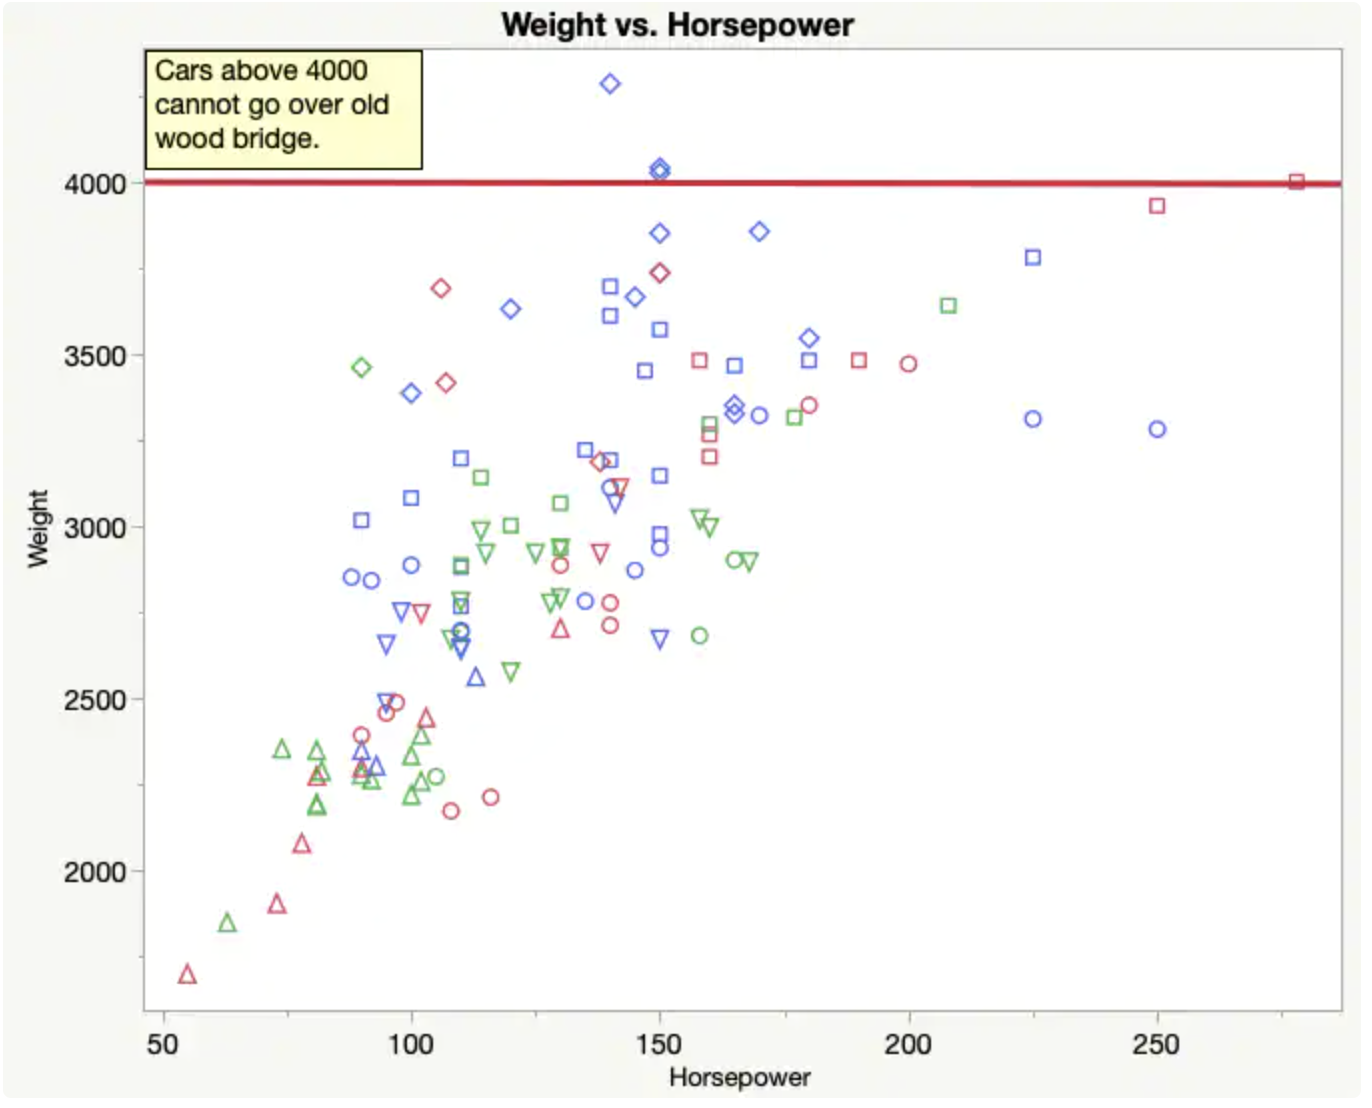 Weight vs. Horsepower
Cars above 4000
cannot go over old
wood bridge.
4000
3500
3000
2500
2000
Weight
50 100 150 200 250
Horsepower